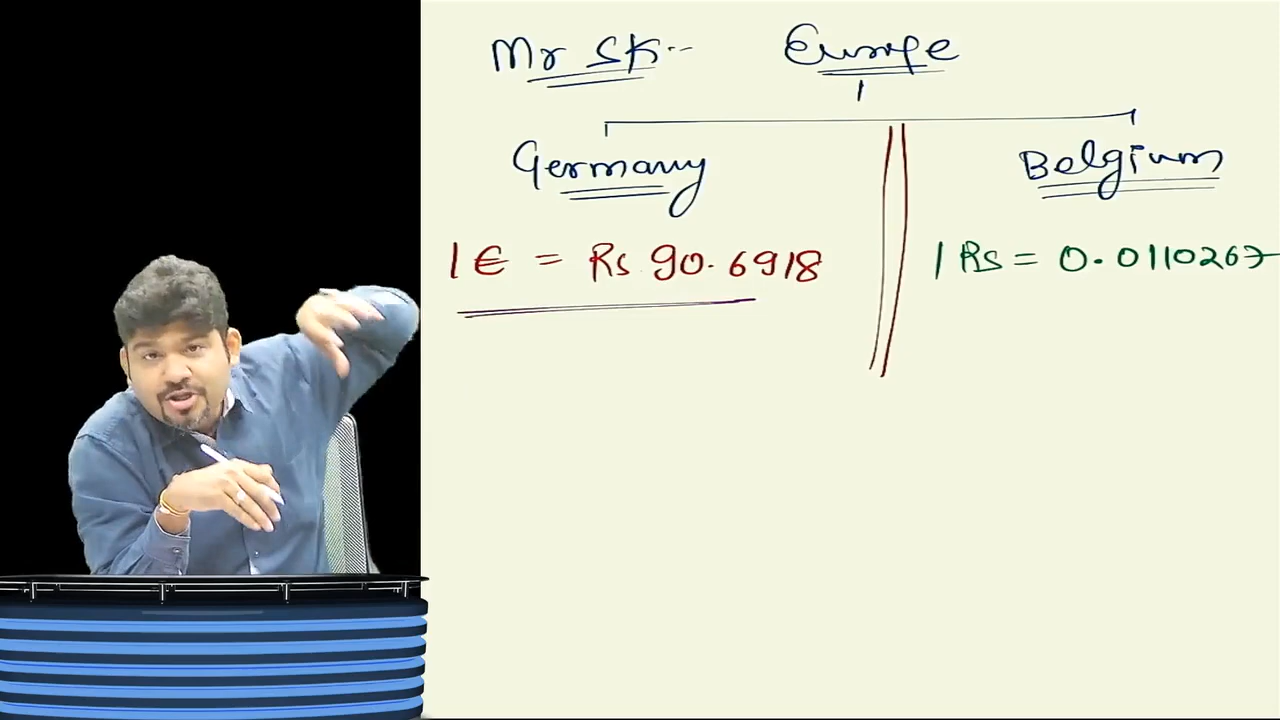 Mr SK-- Europe
Germany Belgium
1 € = Rs 90.6918 1 Rs = 0.0110267